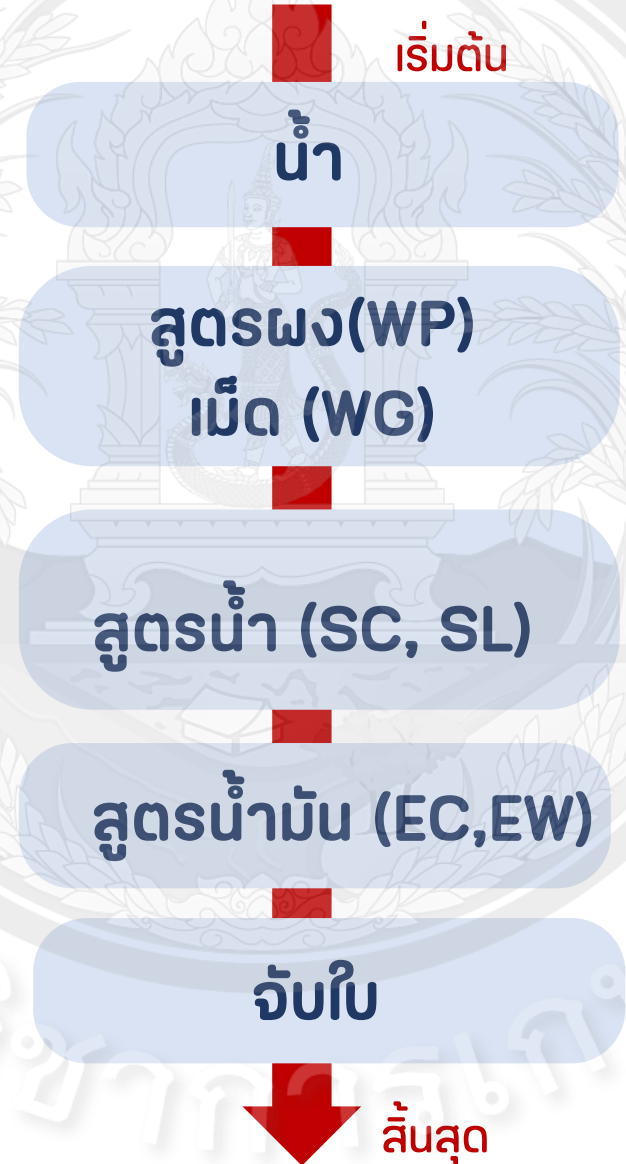 เริ่มต้น
น้ำ
สูตรผง(WP)
เม็ด (WG)
สูตรน้ำ (SC, SL)
สูตรน้ำมัน (EC,EW)
จับใบ
สิ้นสุด